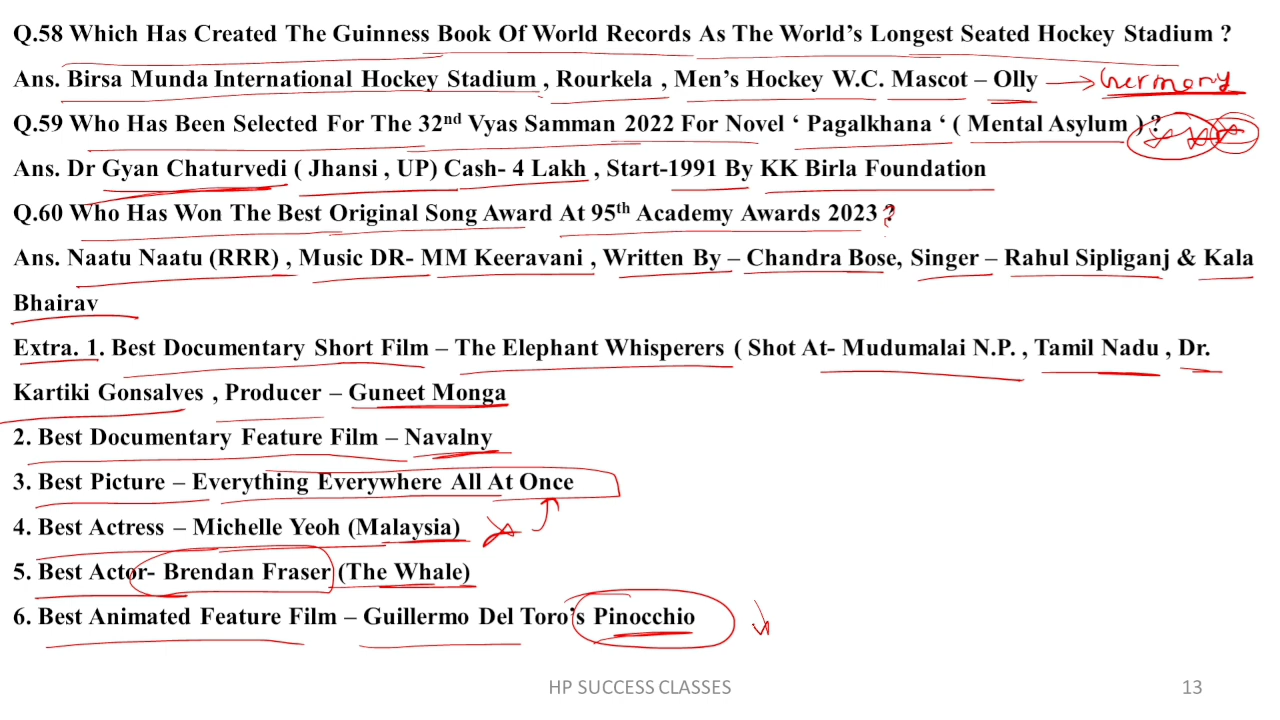 Q.58 Which Has Created The Guinness Book Of World Records As The World's Longest Seated Hockey Stadium ?
Ans. Birsa Munda International Hockey Stadium , Rourkela , Men's Hockey W.C. Mascot – Olly → Germany
Q.59 Who Has Been Selected For The 32nd Vyas Samman 2022 For Novel ‘ Pagalkhana ‘ ( Mental Asylum ) ?
Ans. Dr Gyan Chaturvedi ( Jhansi , UP) Cash- 4 Lakh , Start-1991 By KK Birla Foundation
Q.60 Who Has Won The Best Original Song Award At 95th Academy Awards 2023 ?
Ans. Naatu Naatu (RRR) , Music DR- MM Keeravani , Written By – Chandra Bose, Singer – Rahul Sipliganj & Kala
Bhairav
Extra. 1. Best Documentary Short Film – The Elephant Whisperers ( Shot At- Mudumalai N.P. , Tamil Nadu , Dr.
Kartiki Gonsalves , Producer – Guneet Monga
2. Best Documentary Feature Film – Navalny
3. Best Picture – Everything Everywhere All At Once
4. Best Actress – Michelle Yeoh (Malaysia)
5. Best Actor- Brendan Fraser (The Whale)
6. Best Animated Feature Film – Guillermo Del Toro's Pinocchio
HP SUCCESS CLASSES
13